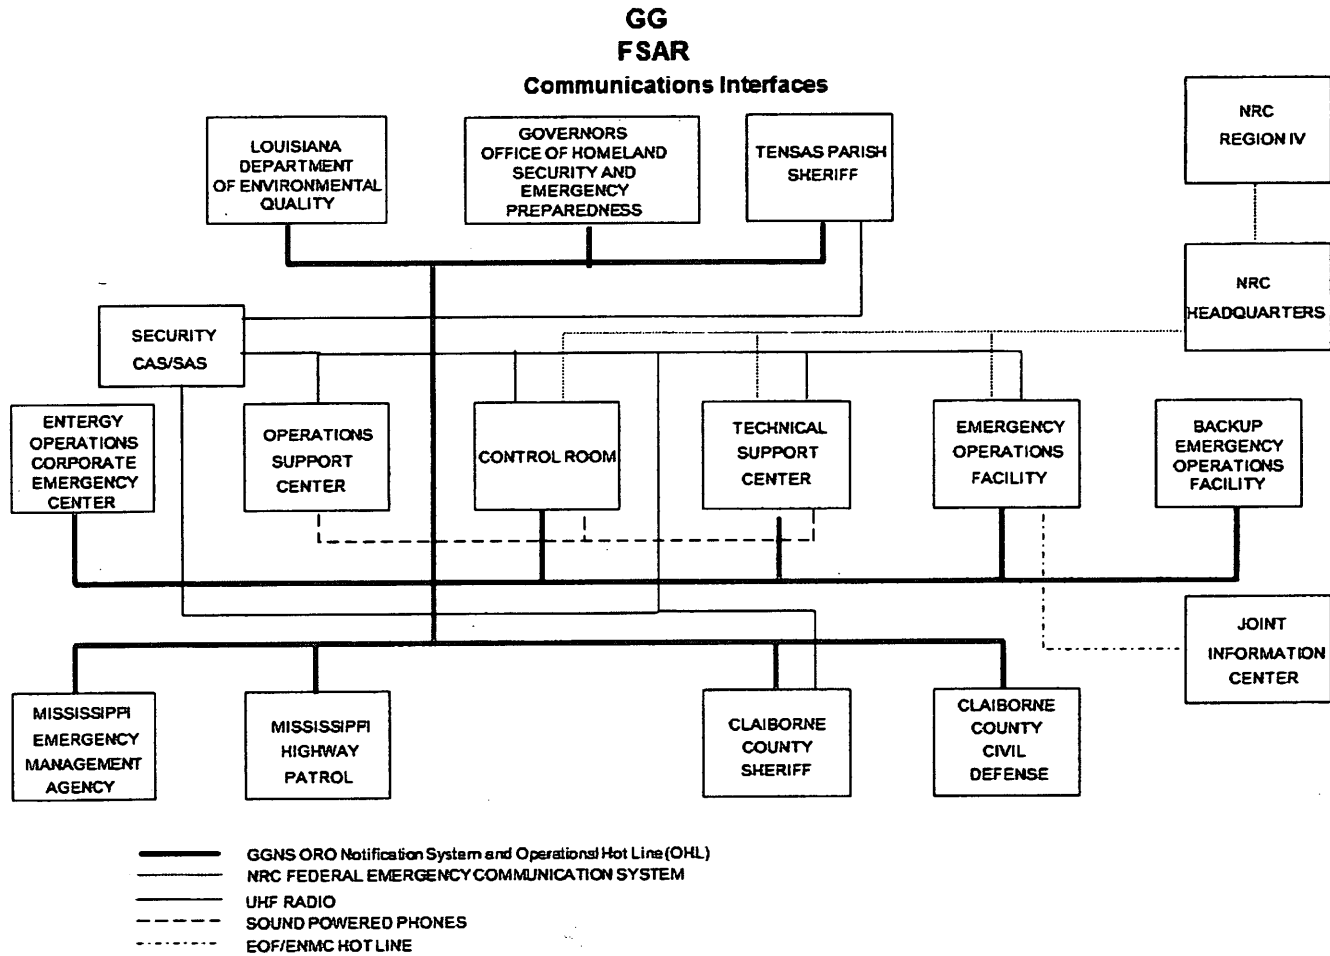 GG
FSAR
Communications Interfaces
LOUISIANA
DEPARTMENT
OF ENVIRONMENTAL
QUALITY
GOVERNORS
OFFICE OF HOMELAND
SECURITY AND
EMERGENCY
PREPAREDNESS
TENSAS PARISH
SHERIFF
NRC
REGION IV
NRC
HEADQUARTERS
SECURITY
CAS/SAS
ENTERGY
OPERATIONS
CORPORATE
EMERGENCY
CENTER
OPERATIONS
SUPPORT
CENTER
CONTROL ROOM
TECHNICAL
SUPPORT
CENTER
EMERGENCY
OPERATIONS
FACILITY
BACKUP
EMERGENCY
OPERATIONS
FACILITY
JOINT
INFORMATION
CENTER
MISSISSIPPI
EMERGENCY
MANAGEMENT
AGENCY
MISSISSIPPI
HIGHWAY
PATROL
CLAIBORNE
COUNTY
SHERIFF
CLAIBORNE
COUNTY
CIVIL
DEFENSE
GGNS ORO Notification System and Operational Hot Line (OHL)
NRC FEDERAL EMERGENCY COMMUNICATION SYSTEM
UHF RADIO
SOUND POWERED PHONES
EOF/ENMC HOT LINE